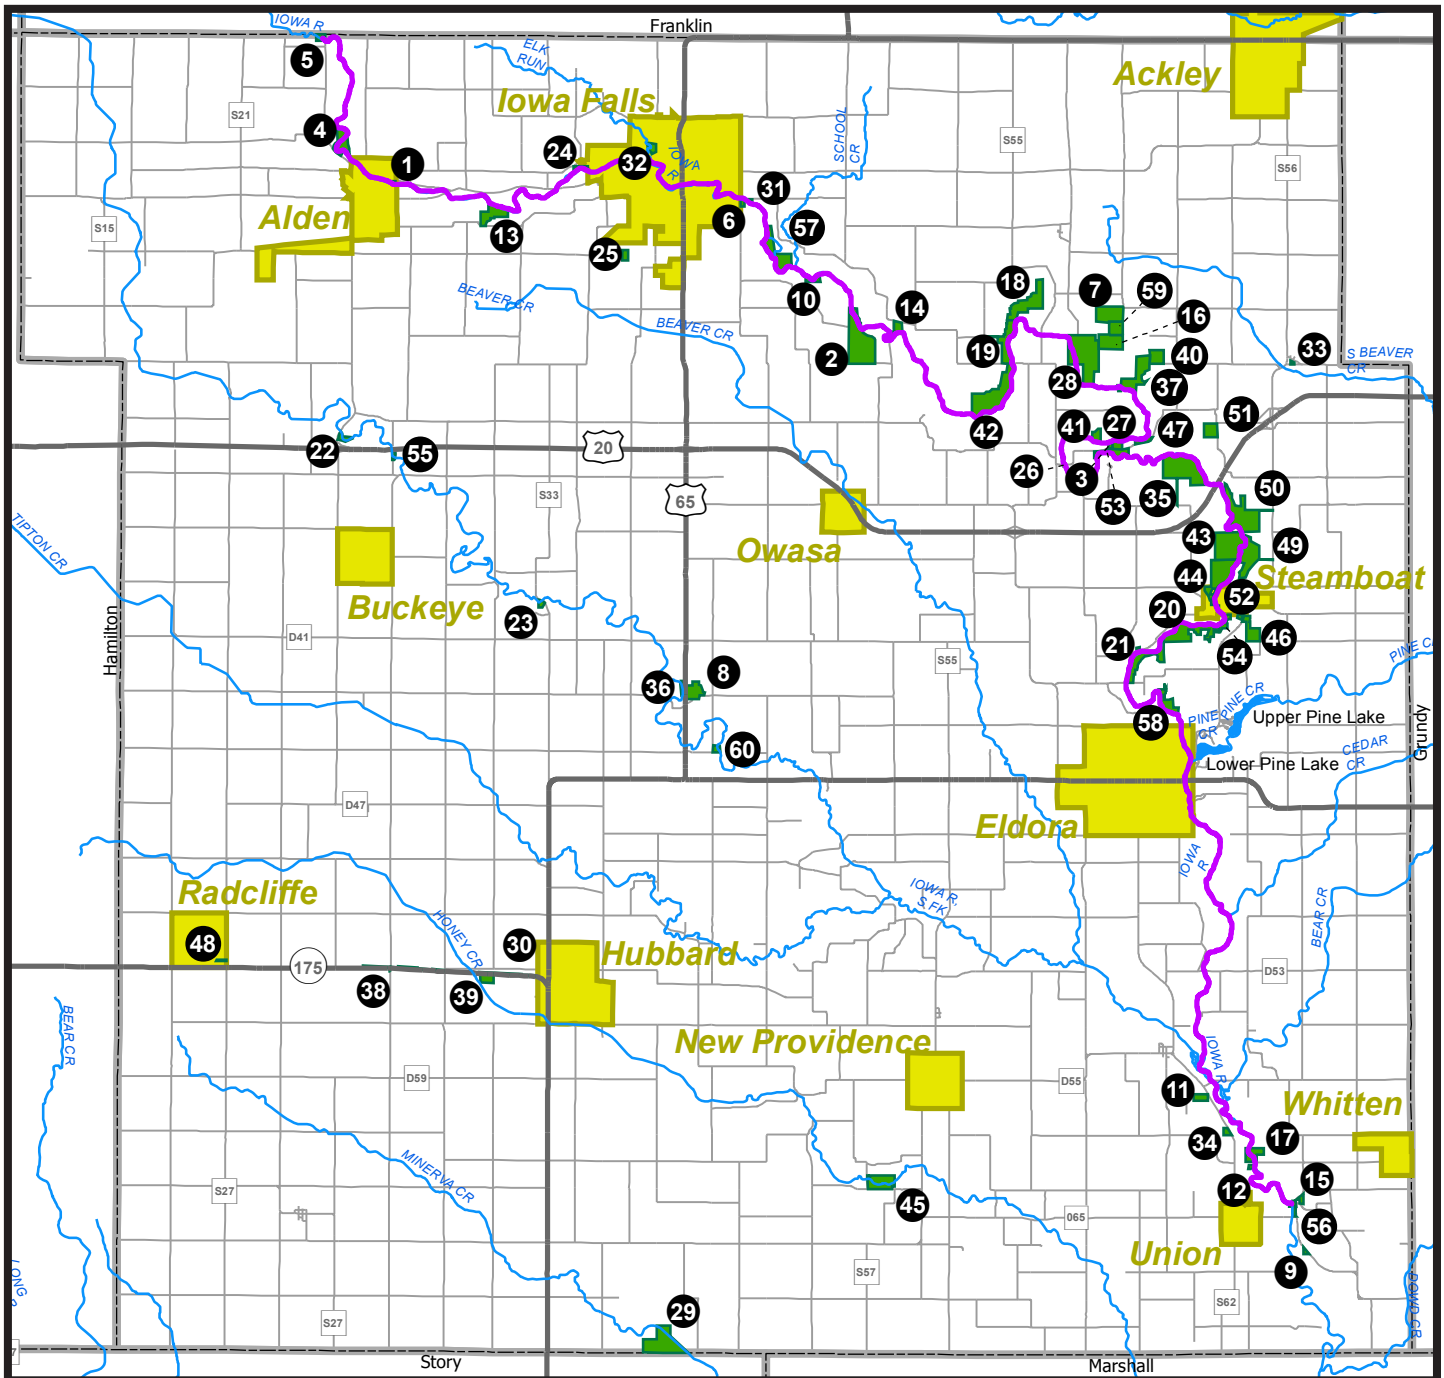 IOWA R
Franklin
5
ELK
RUN
Ackley
Iowa Falls
S21
4
SCHOOL
CR
S55
24
32
IOWA
R
1
S56
31
Alden
6
57
S15
13
25
18
7
59
BEAVER CR
10
16
14
BEAVER CR
2
19
40
33
S BEAVER
CR
28
37
41
27
47
51
42
22
55
20
26
3
53
35
50
S33
65
TIPTON CR
Owasa
43
49
44
Steamboat
Buckeye
52
23
20
Hamilton
D41
46
21
54
PINE C
S55
36
8
PINE CR
PINE
CR
Upper Pine Lake
58
Grundy
60
CEDAR
CR
Lower Pine Lake
D47
Eldora
IOWA
R
Radcliffe
IOWA R,
S FK
HONEY CR
BEAR CR
48
30
Hubbard
175
D53
38
39
BEAR CR
New Providence
IOWA R
D59
D55
11
Whitten
34
17
MINERVA CR
S27
12
15
45
065
56
Union
LONG
S57
9
DOWD CR
S62
29
S27
Story
Marshall